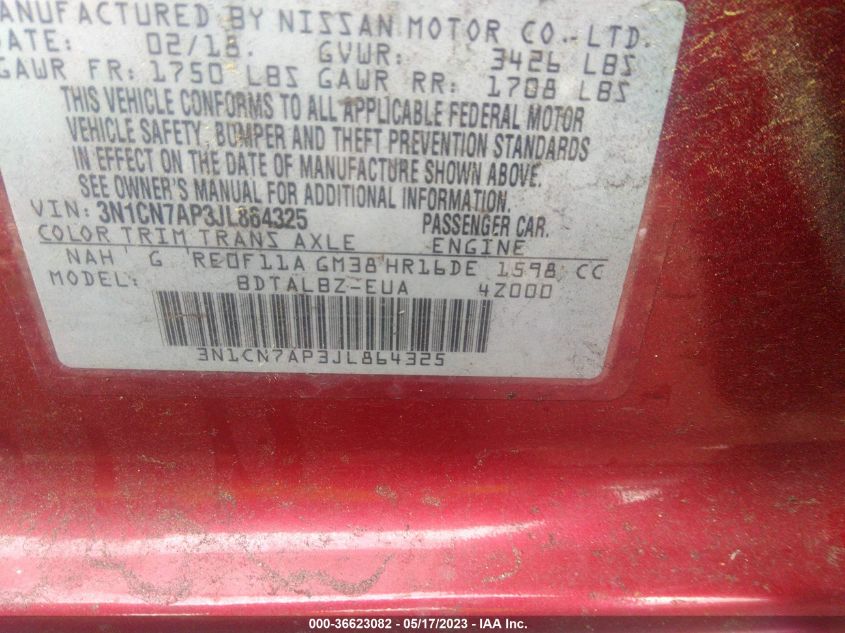 ANUFACTURED BY NISSAN MOTOR CO., LTD.
DATE: 02/18. GVWR: 3426 LBS
GAWR FR: 1750 LBS GAWR RR: 1708 LBS
THIS VEHICLE CONFORMS TO ALL APPLICABLE FEDERAL MOTOR
VEHICLE SAFETY, BUMPER AND THEFT PREVENTION STANDARDS
IN EFFECT ON THE DATE OF MANUFACTURE SHOWN ABOVE.
SEE OWNER'S MANUAL FOR ADDITIONAL INFORMATION.
VIN: 3N1CN7AP3JL864325 PASSENGER CAR.
COLOR TRIM TRANS AXLE ENGINE
NAH G RE0F11A GM38 HR16DE 1598 CC
MODEL: BDTALBZ-EUA 4Z000
3N1CN7AP3JL864325
000-36623082 — 05/17/2023 — IAA Inc.